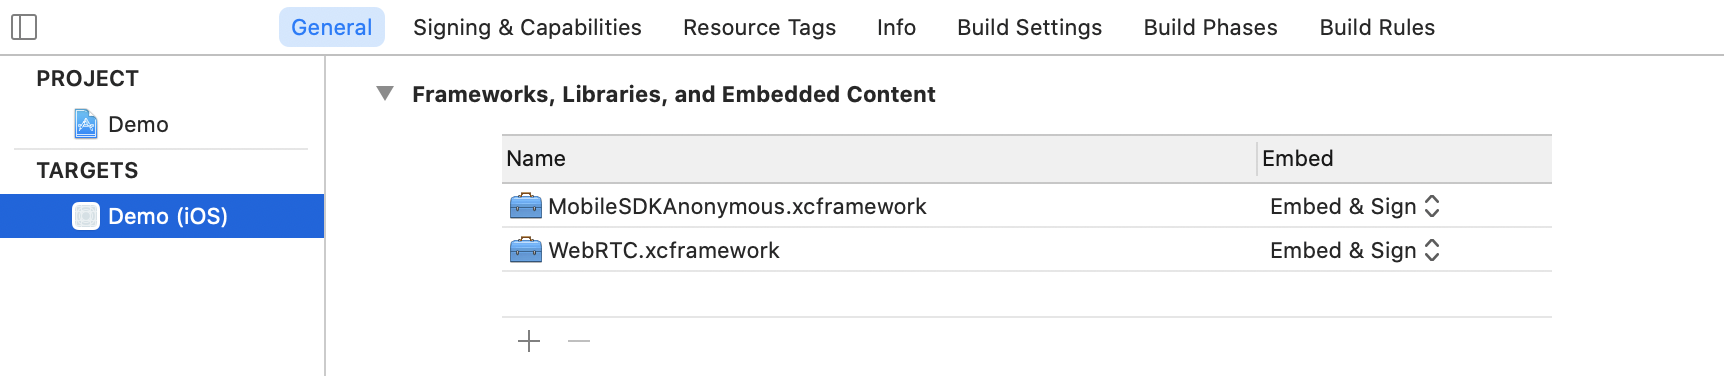 General Signing & Capabilities Resource Tags Info Build Settings Build Phases Build Rules
PROJECT
Demo
TARGETS
Demo (iOS)
Frameworks, Libraries, and Embedded Content
Name Embed
MobileSDKAnonymous.xcframework Embed & Sign
WebRTC.xcframework Embed & Sign